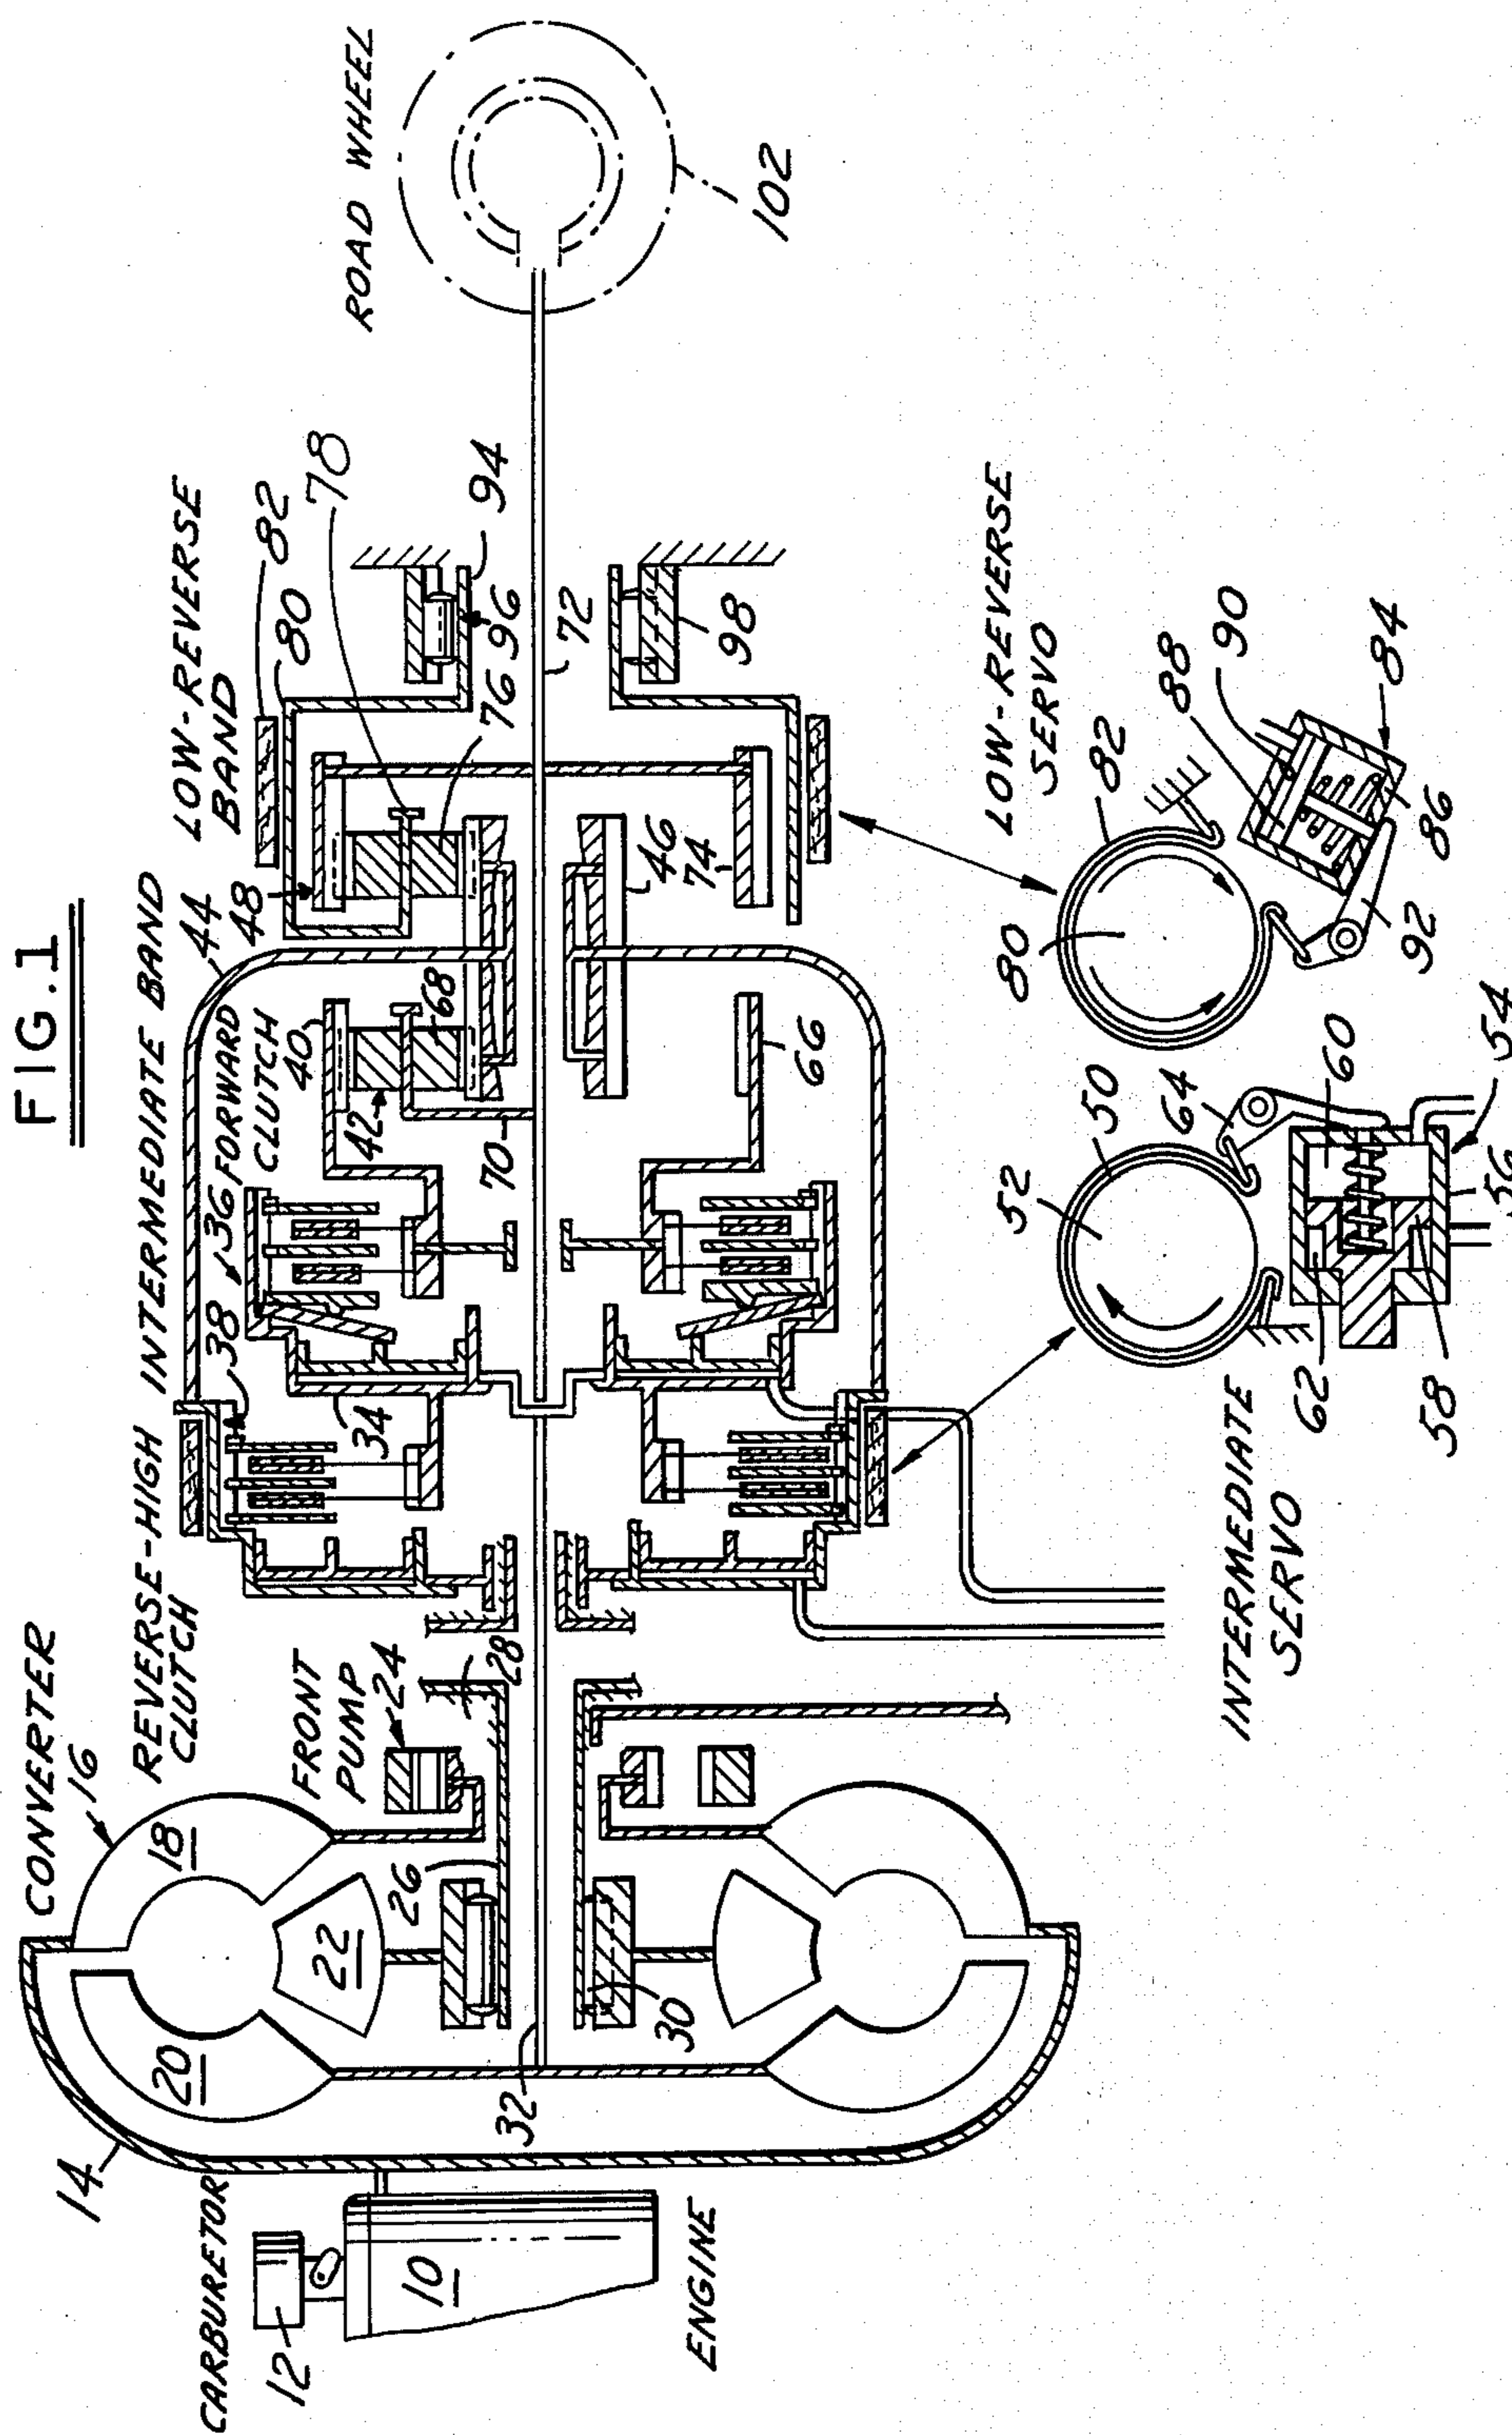 FIG.1
CARBURETOR
12
10
ENGINE
14
CONVERTER
16
18
20
22
26
32
30
FRONT
PUMP
24
28
REVERSE-HIGH
CLUTCH
38
34
INTERMEDIATE BAND
36 FORWARD
CLUTCH
40
42
68
70
66
44
48
46
74
LOW-REVERSE
BAND
80
82
78
76
96
94
72
98
ROAD WHEEL
102
INTERMEDIATE
SERVO
52
50
64
60
54
56
62
58
LOW-REVERSE
SERVO
80
82
88
90
84
86
92